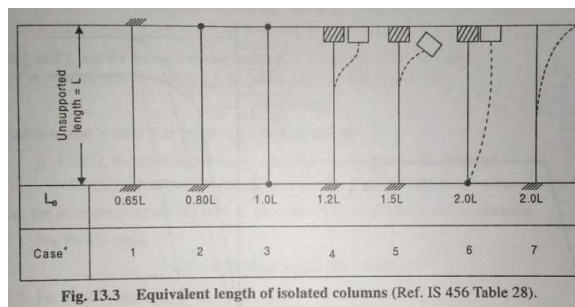 Unsupported
length = L
Le 0.65L 0.80L 1.0L 1.2L 1.5L 2.0L 2.0L
Case* 1 2 3 4 5 6 7
Fig. 13.3 Equivalent length of isolated columns (Ref. IS 456 Table 28).